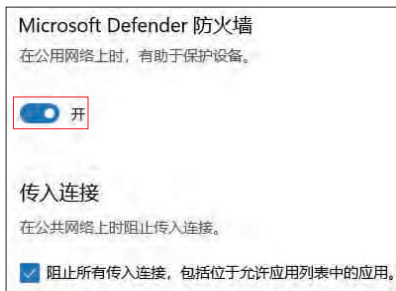 Microsoft Defender 防火墙
在公用网络上时，有助于保护设备。
开
传入连接
在公共网络上时阻止传入连接。
阻止所有传入连接，包括位于允许应用列表中的应用。